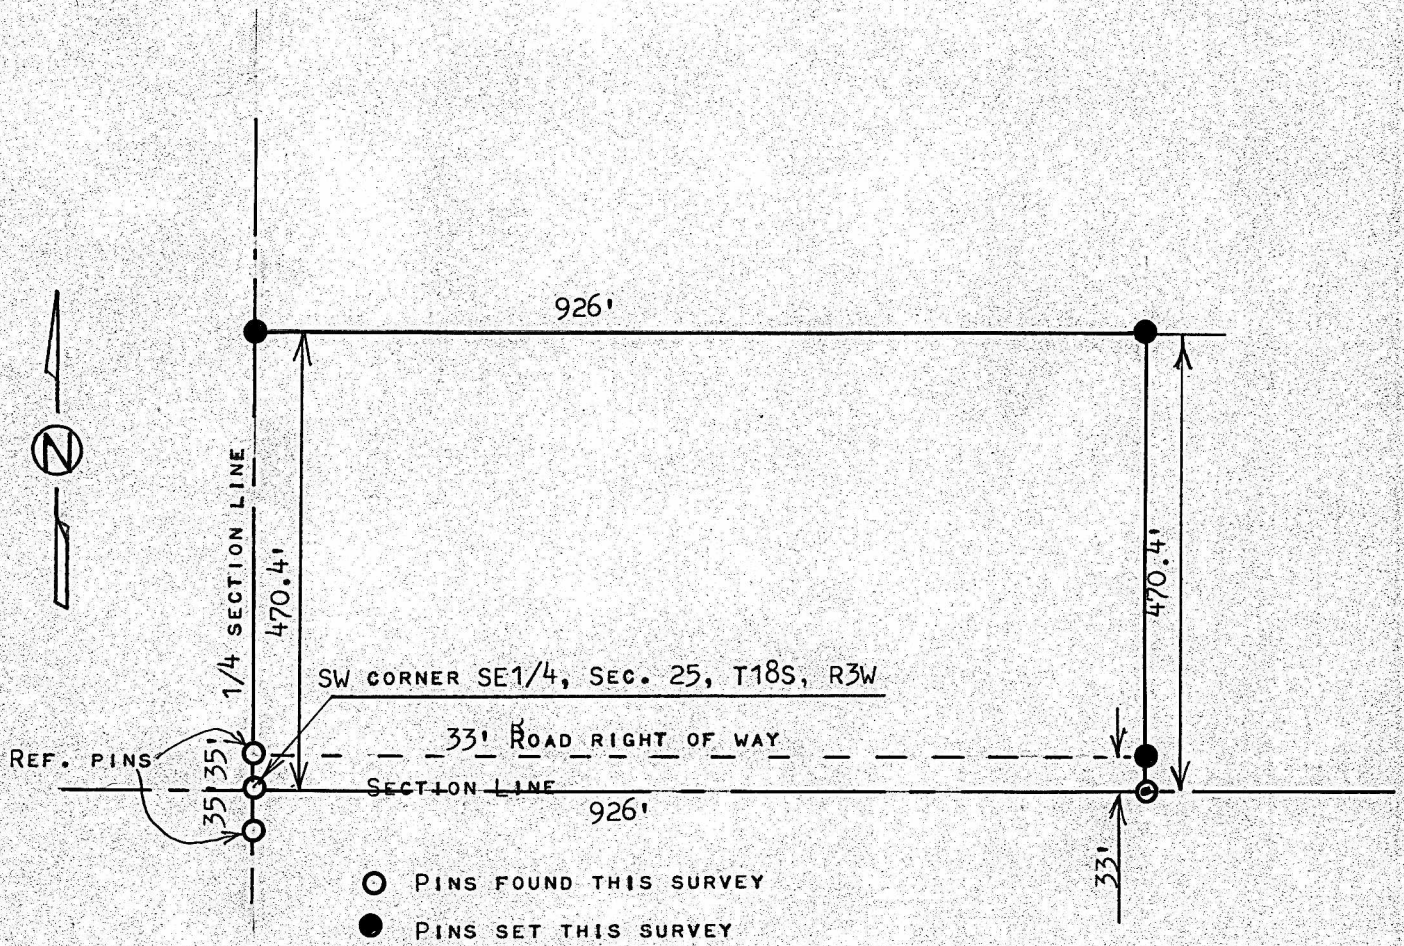 926'
N
1/4 SECTION LINE
470.4'
470.4'
SW CORNER SE1/4, SEC. 25, T18S, R3W
33' ROAD RIGHT OF WAY
REF. PINS
35'
SECTION LINE
35'
926'
33'
PINS FOUND THIS SURVEY
PINS SET THIS SURVEY